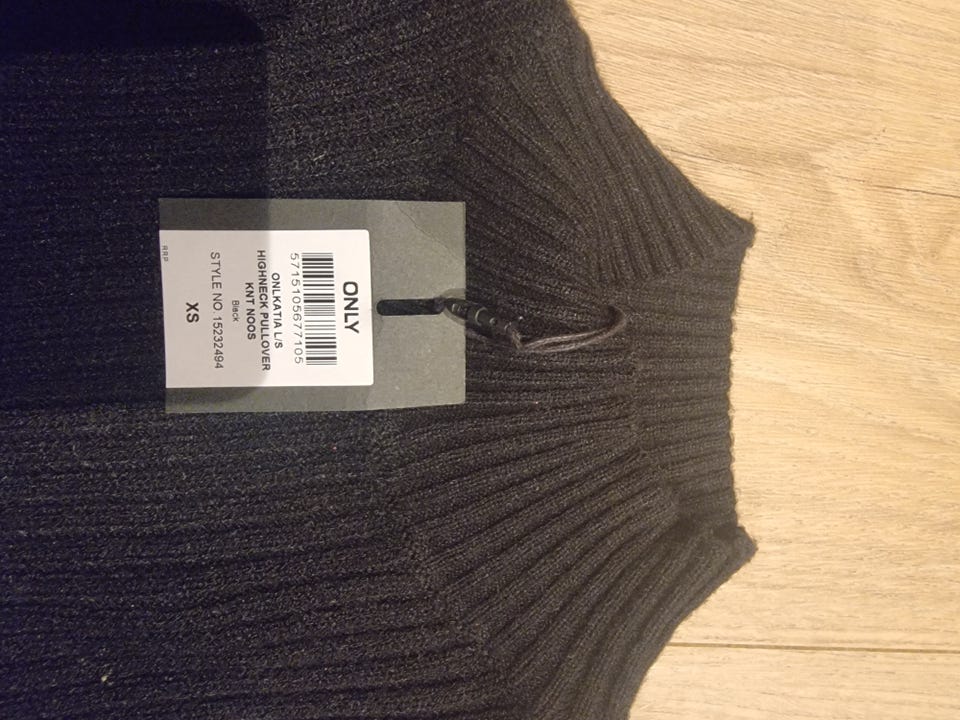 ONLY
5715105677105
ONLKATIA L/S
HIGHNECK PULLOVER
KNT NOOS
Black
STYLE NO.15232494
XS
RRP